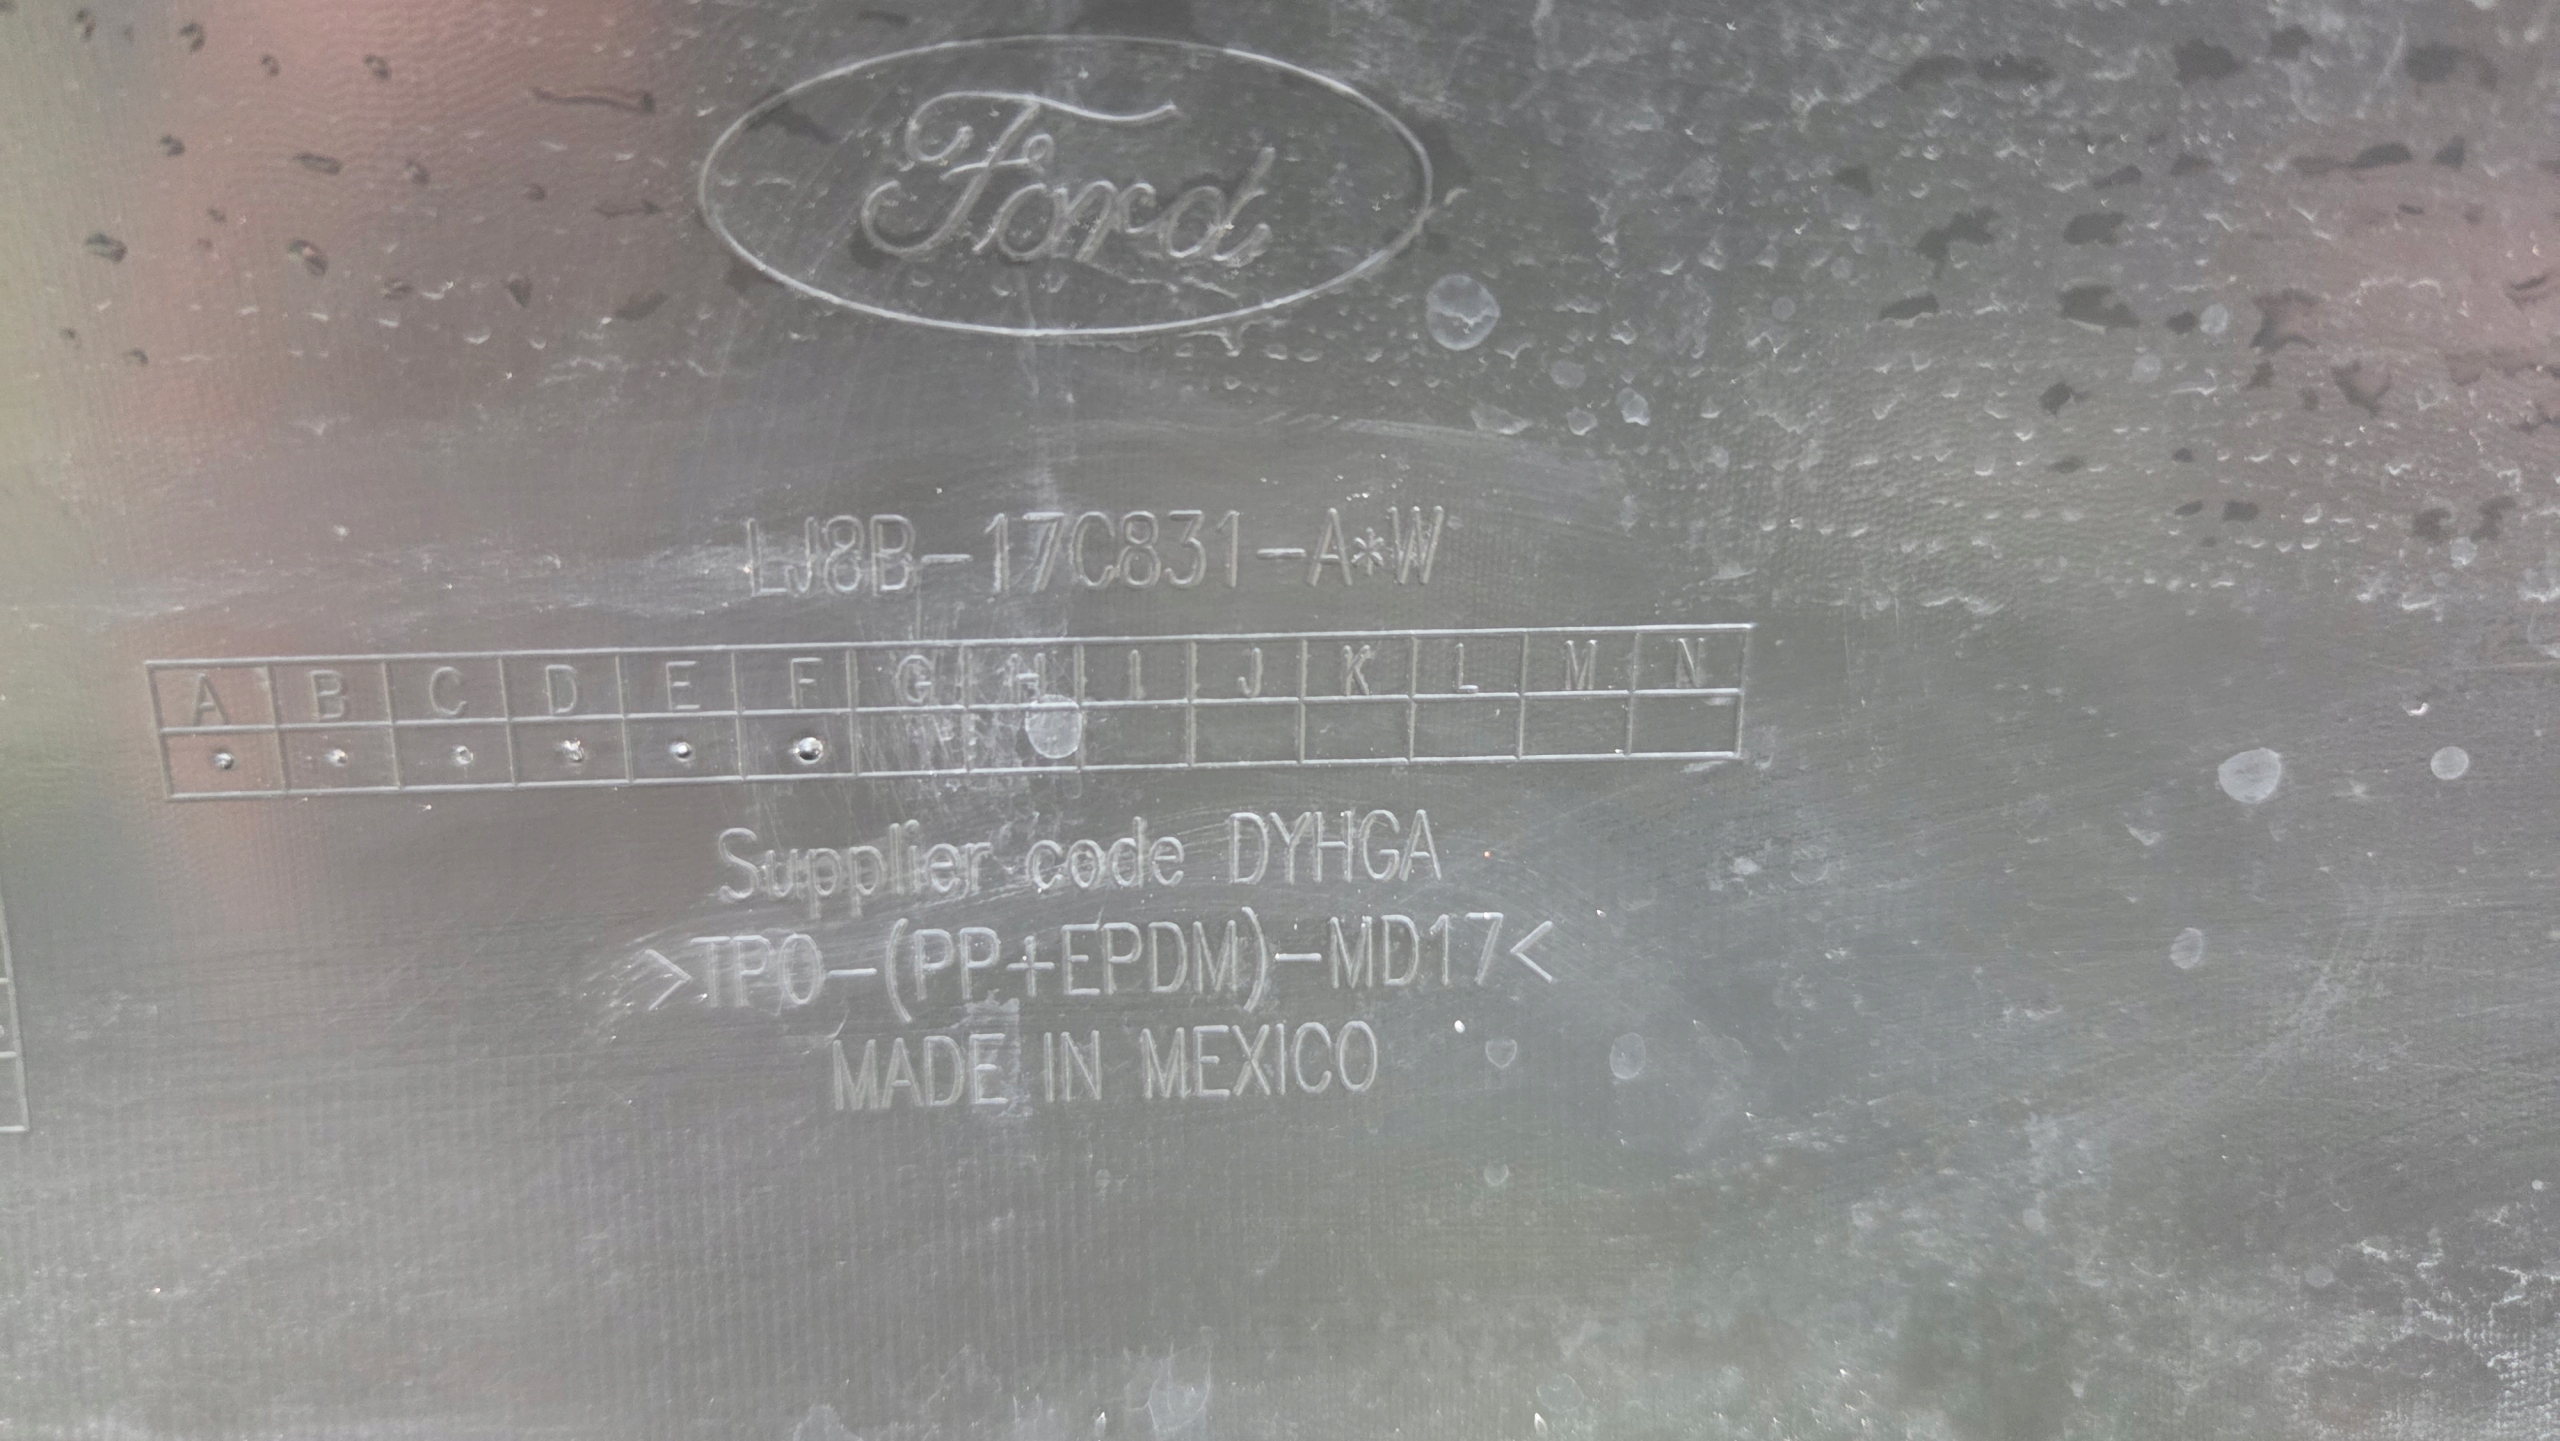 Ford
LJ8B-17C831-A*W
A B C D E F G H I J K L M N
Supplier code DYHGA
>TPO-(PP+EPDM)-MD17<
MADE IN MEXICO